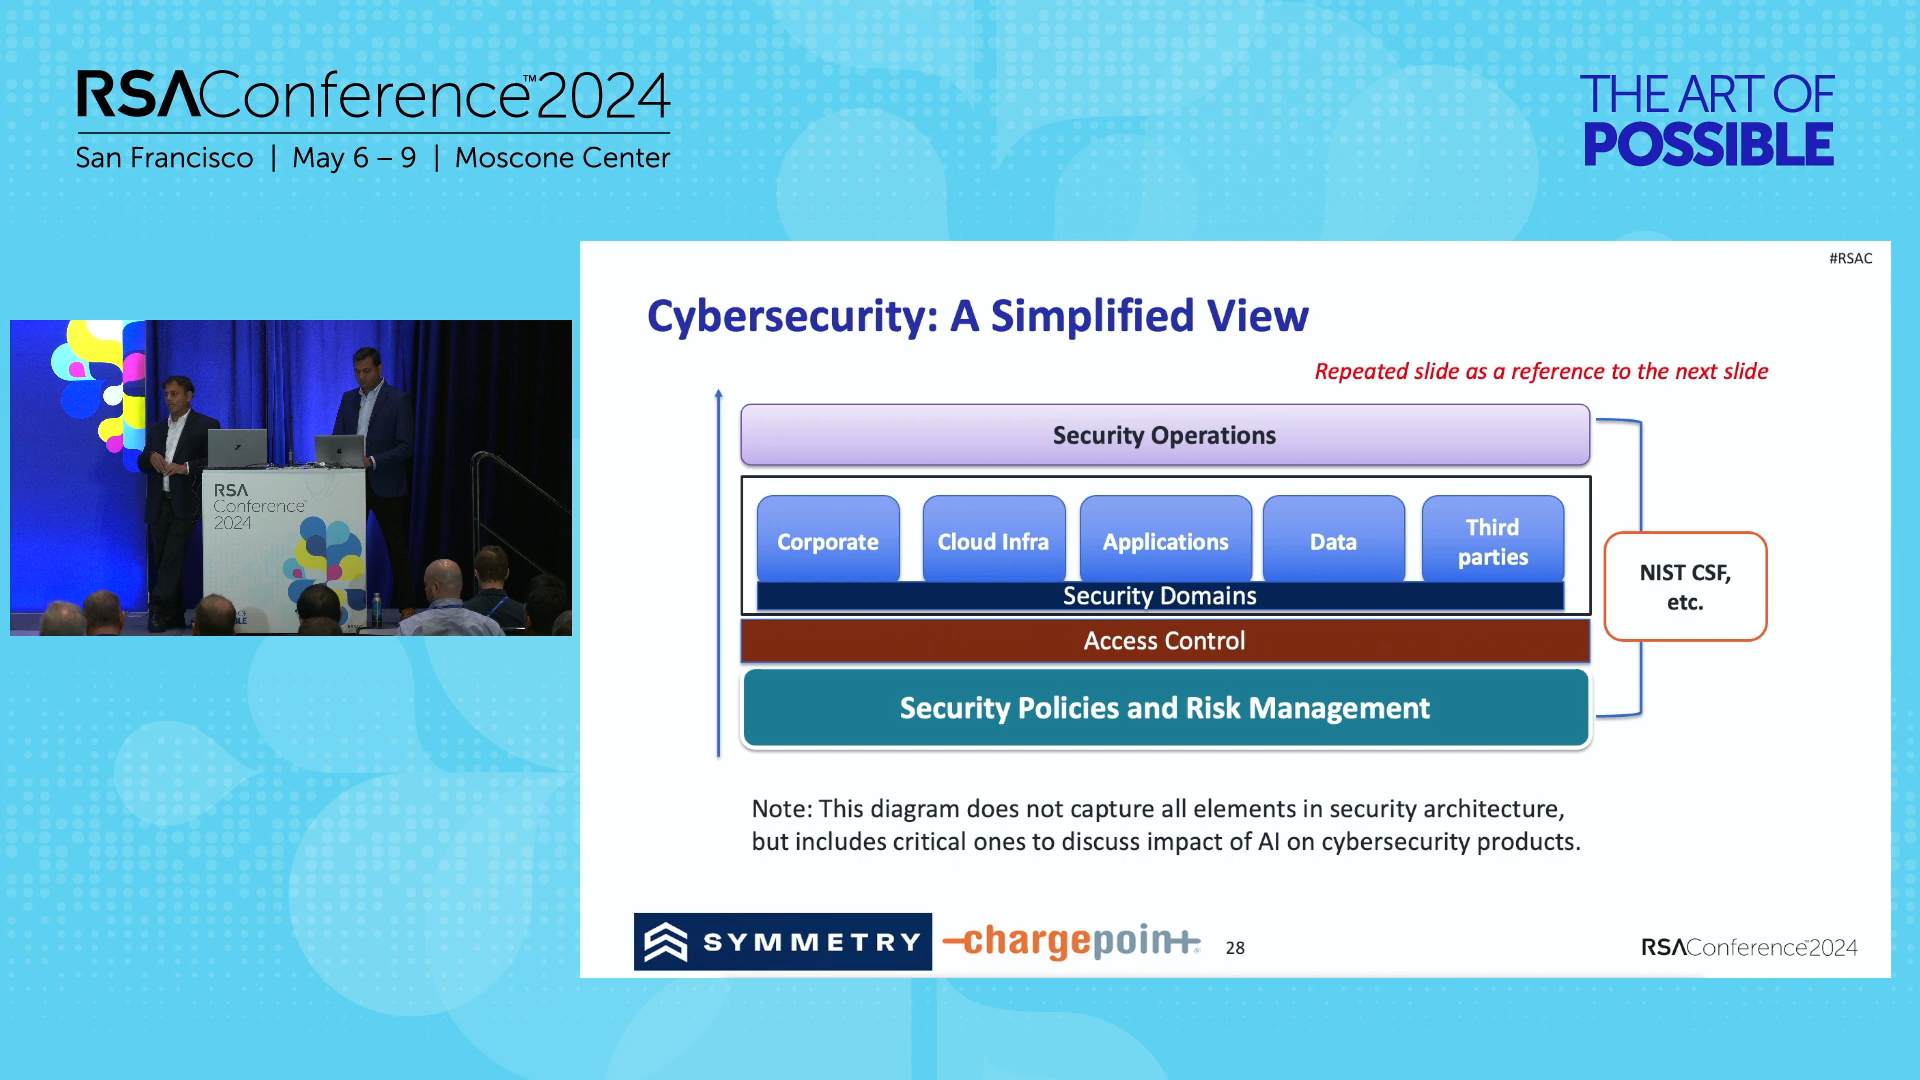 RSAConference™2024
San Francisco | May 6 – 9 | Moscone Center
THE ART OF
POSSIBLE
#RSAC
Cybersecurity: A Simplified View
Repeated slide as a reference to the next slide
Security Operations
Corporate
Cloud Infra
Applications
Data
Third
parties
Security Domains
Access Control
Security Policies and Risk Management
NIST CSF,
etc.
Note: This diagram does not capture all elements in security architecture,
but includes critical ones to discuss impact of AI on cybersecurity products.
SYMMETRY
chargepoint
28
RSAConference™2024
RSA
Conference™
2024